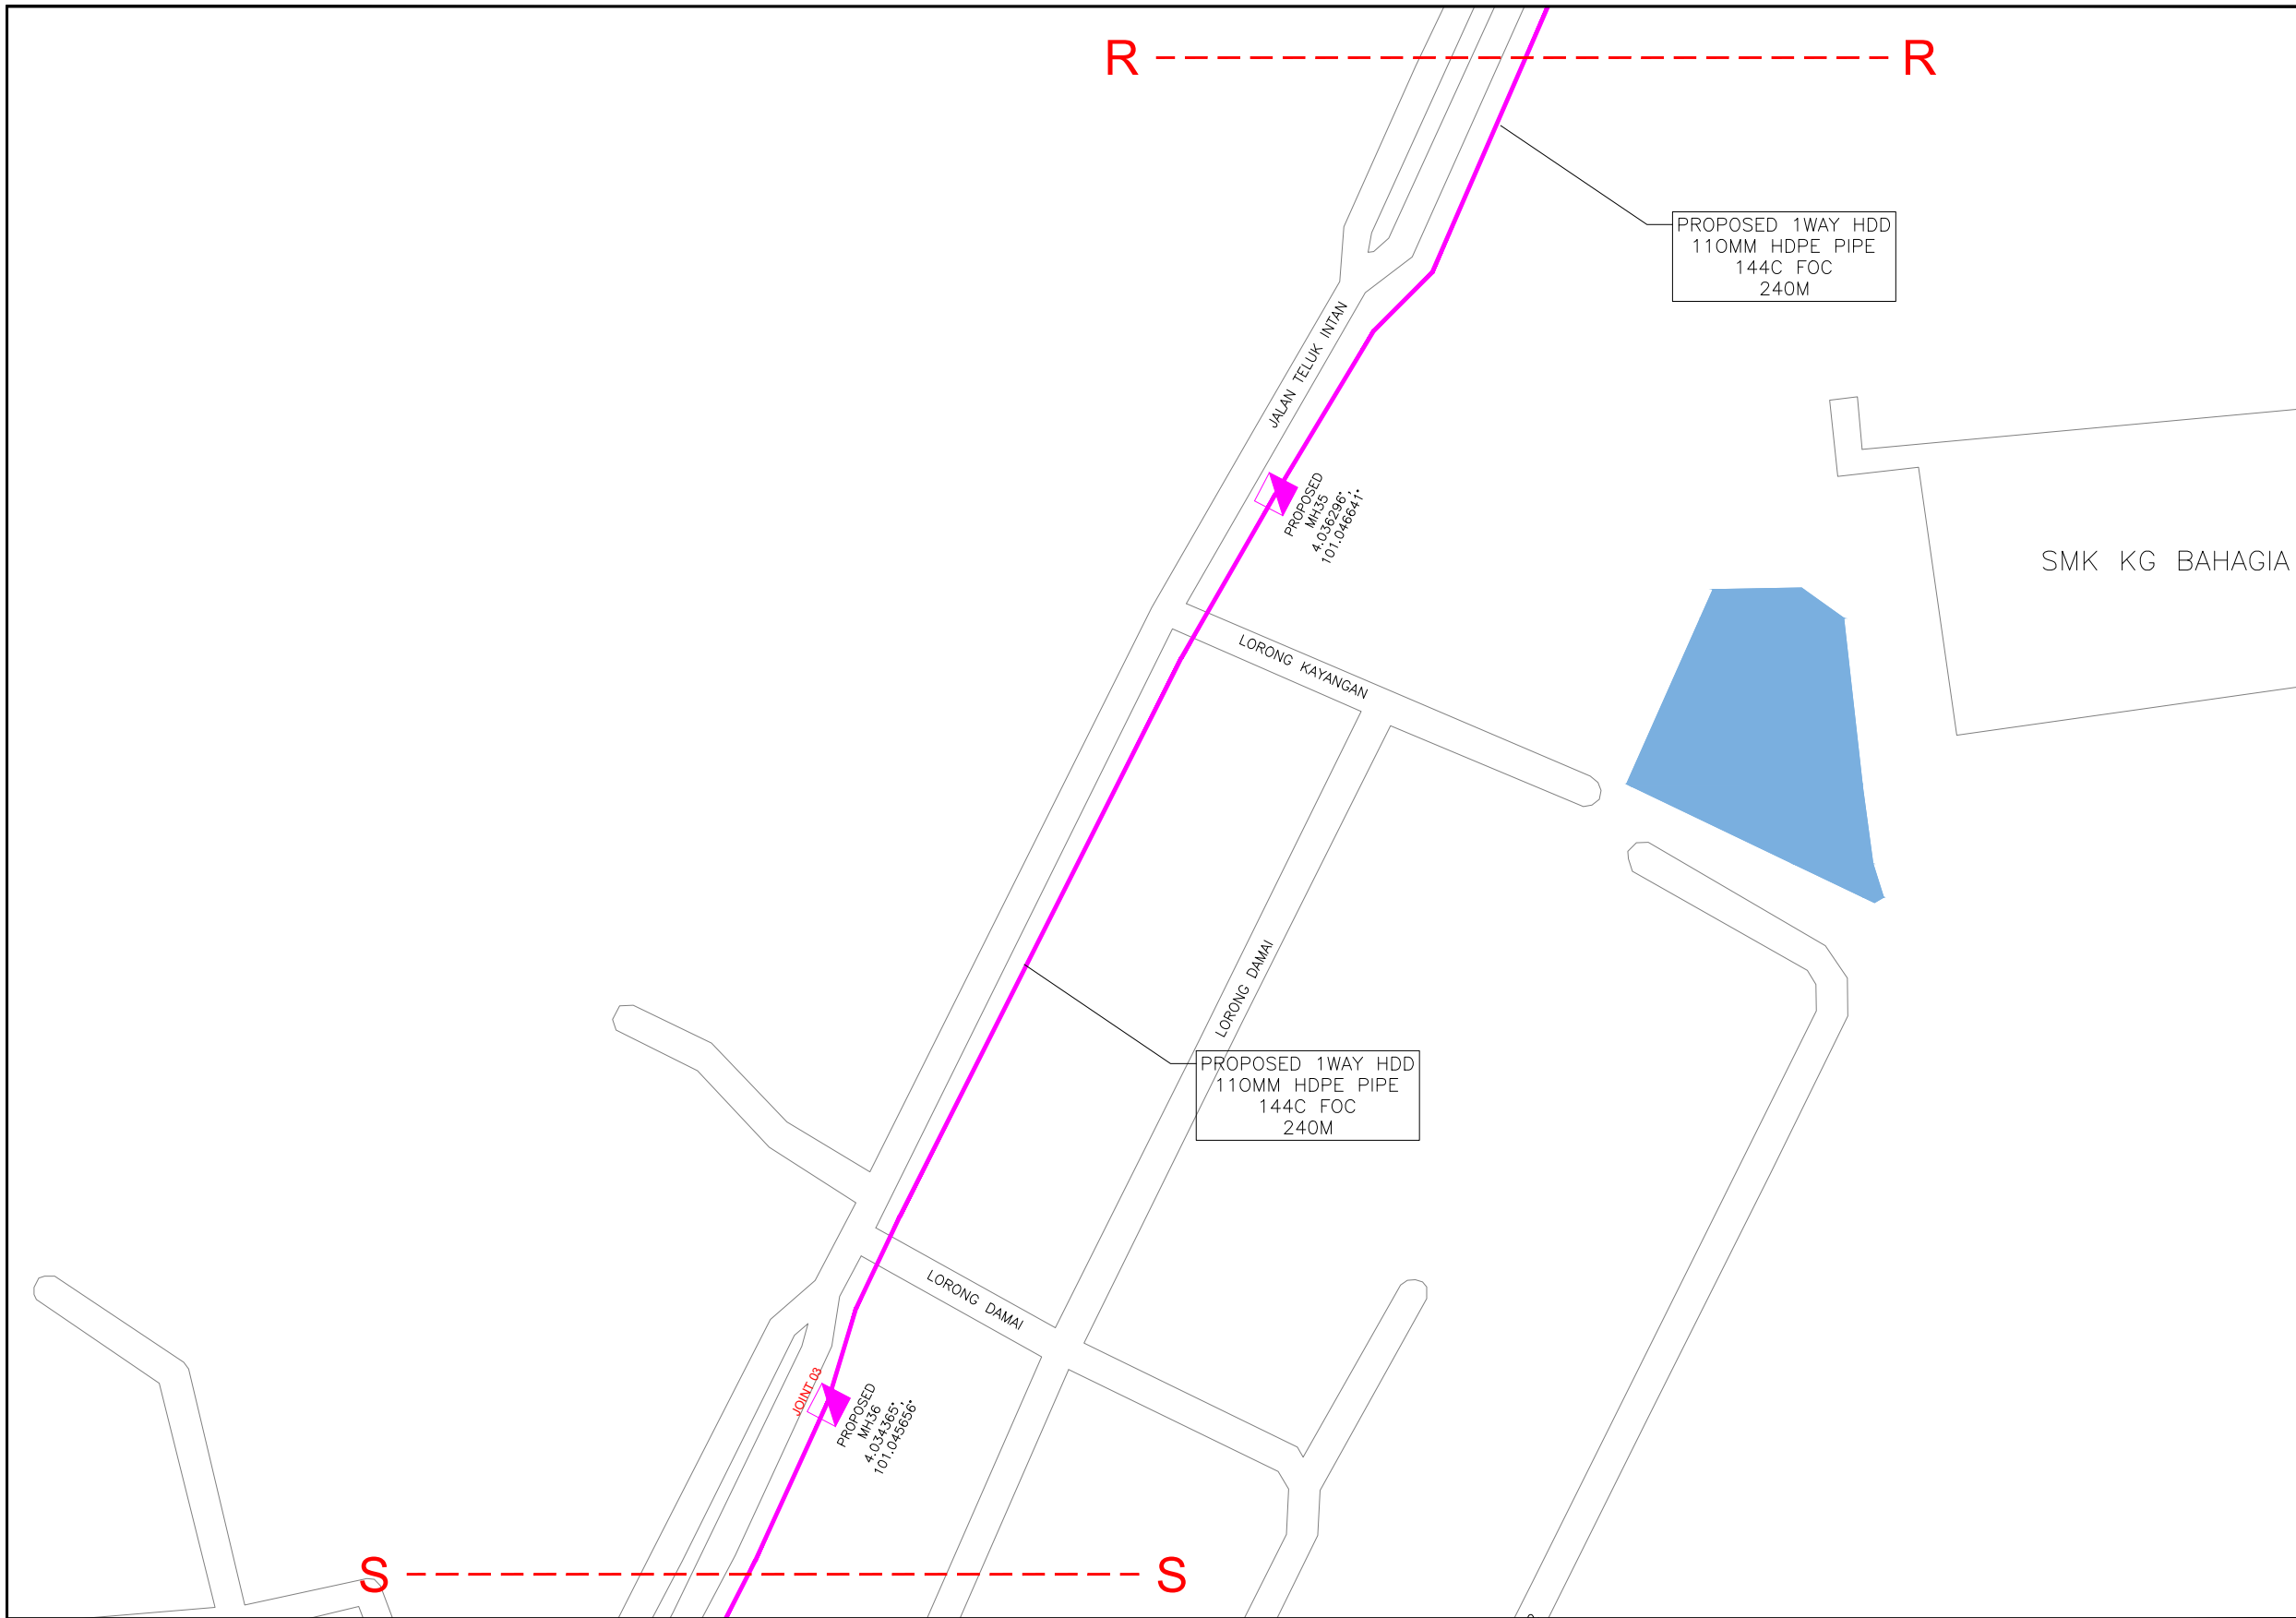 R
R
PROPOSED 1WAY HDD
110MM HDPE PIPE
144C FOC
240M
JALAN TELUK INTAN
PROPOSED
MH35
4.036296°,
101.046641°
SMK KG BAHAGIA
LORONG KAYANGAN
LORONG DAMAI
PROPOSED 1WAY HDD
110MM HDPE PIPE
144C FOC
240M
LORONG DAMAI
JOINT 03
PROPOSED
MH36
4.034365°,
101.045656°
S
S